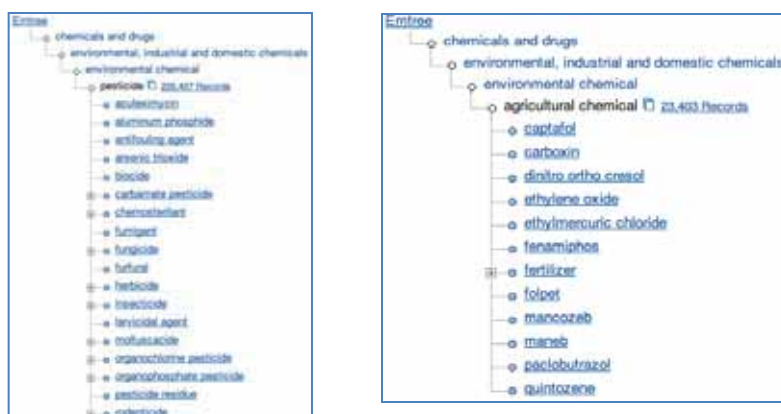 Emtree
chemicals and drugs
environmental, industrial and domestic chemicals
environmental chemical
pesticide Records
aculeximycin
aluminum phosphide
antifouling agent
arsenic trioxide
biocide
carbamate pesticide
chemosterilant
fumigant
fungicide
furfural
herbicide
insecticide
larvicidal agent
molluscacide
organochlorine pesticide
organophosphate pesticide
pesticide residue
rodenticide
Emtree
chemicals and drugs
environmental, industrial and domestic chemicals
environmental chemical
agricultural chemical 23,403 Records
captafol
carboxin
dinitro ortho cresol
ethylene oxide
ethylmercuric chloride
fenamiphos
fertilizer
folpet
mancozeb
maneb
paclobutrazol
quintozene